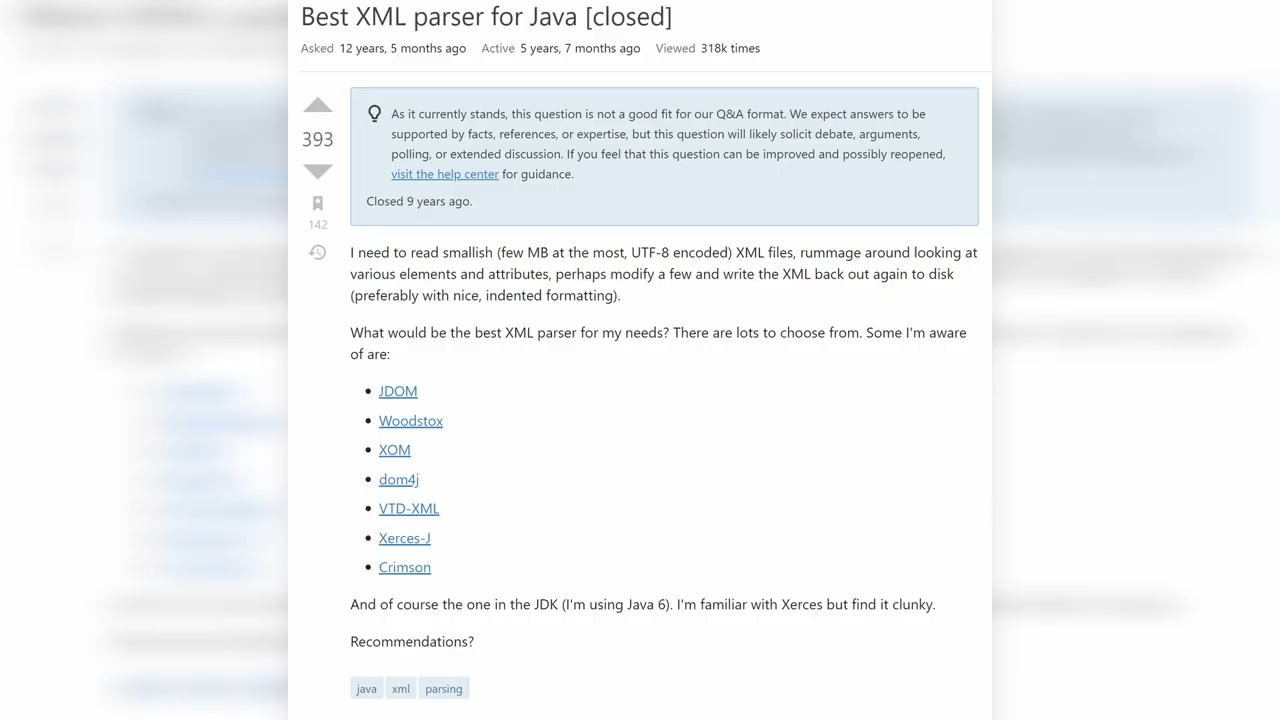 Best XML parser for Java [closed]
Asked 12 years, 5 months ago Active 5 years, 7 months ago Viewed 318k times
As it currently stands, this question is not a good fit for our Q&A format. We expect answers to be
supported by facts, references, or expertise, but this question will likely solicit debate, arguments,
393
polling, or extended discussion. If you feel that this question can be improved and possibly reopened,
visit the help center for guidance.
Closed 9 years ago.
142
I need to read smallish (few MB at the most, UTF-8 encoded) XML files, rummage around looking at
various elements and attributes, perhaps modify a few and write the XML back out again to disk
(preferably with nice, indented formatting).
What would be the best XML parser for my needs? There are lots to choose from. Some I'm aware
of are:
JDOM
Woodstox
XOM
dom4j
VTD-XML
Xerces-J
Crimson
And of course the one in the JDK (I'm using Java 6). I'm familiar with Xerces but find it clunky.
Recommendations?
java xml parsing